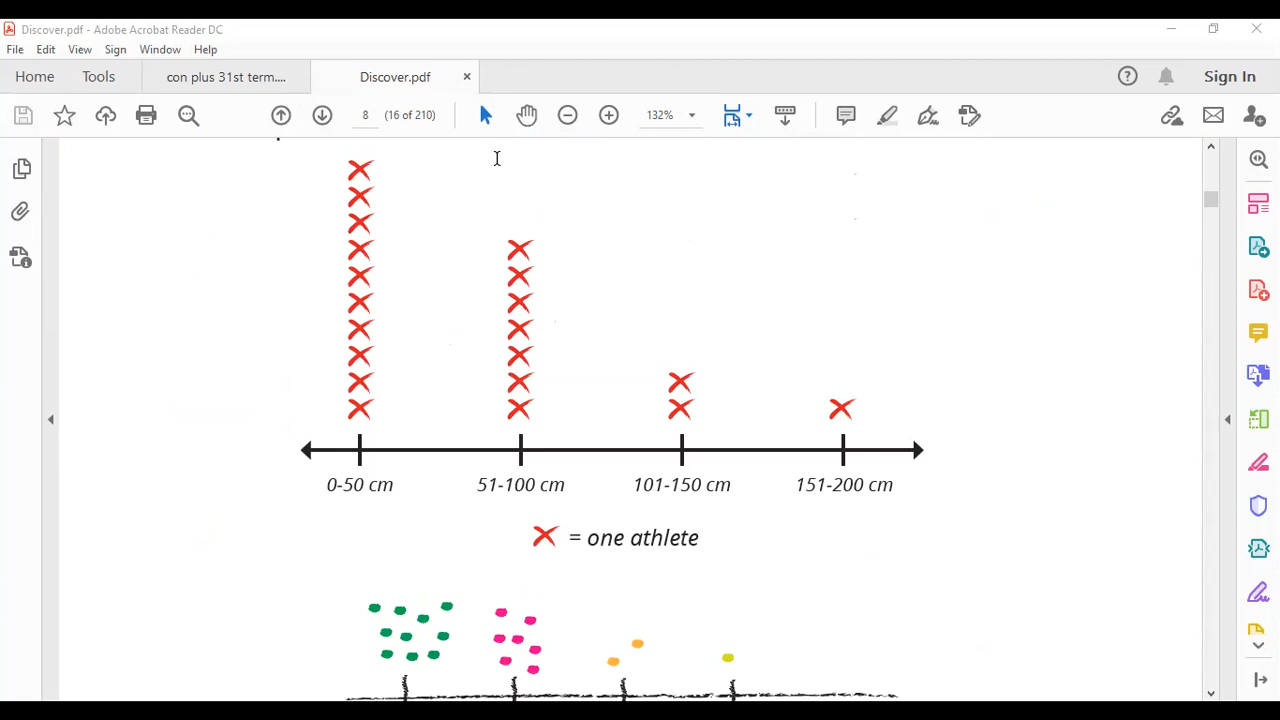 Discover.pdf - Adobe Acrobat Reader DC
File Edit View Sign Window Help
Home Tools con plus 31st term.... Discover.pdf × Sign In
8 (16 of 210) 132%
0-50 cm 51-100 cm 101-150 cm 151-200 cm
= one athlete